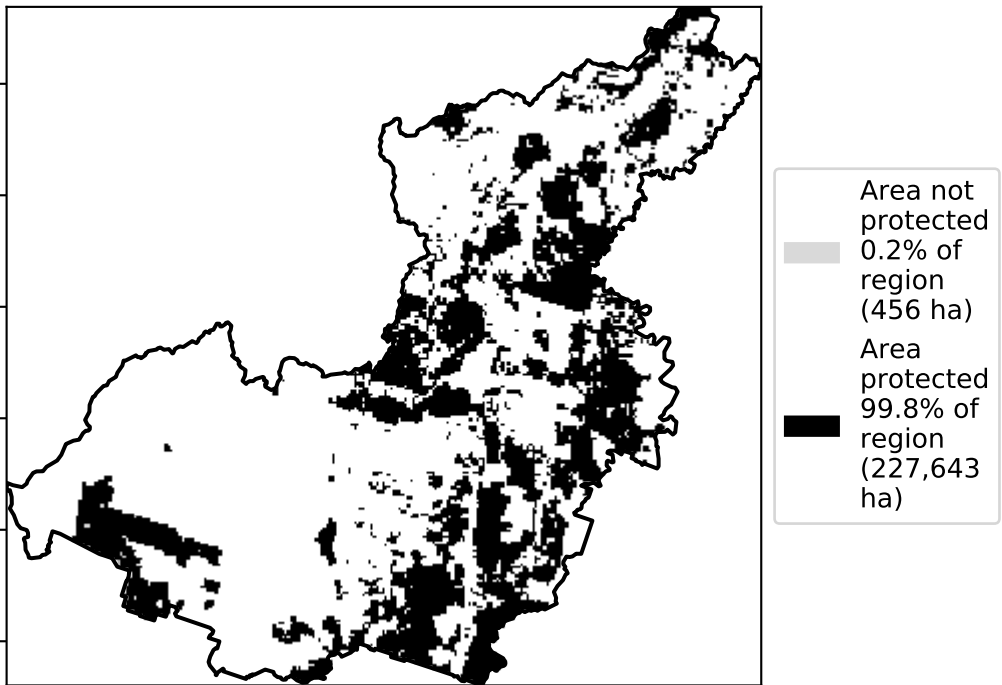 Area not
protected
0.2% of
region
(456 ha)
Area
protected
99.8% of
region
(227,643
ha)